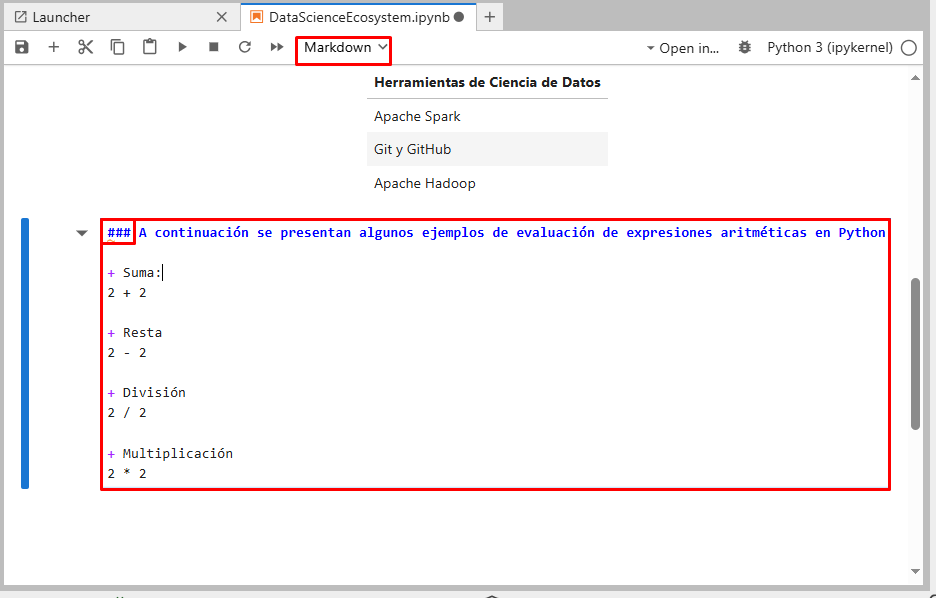 Launcher
DataScienceEcosystem.ipynb
Markdown
Open in...
Python 3 (ipykernel)
Herramientas de Ciencia de Datos
Apache Spark
Git y GitHub
Apache Hadoop
### A continuación se presentan algunos ejemplos de evaluación de expresiones aritméticas en Python
+ Suma:
2 + 2
+ Resta
2 - 2
+ División
2 / 2
+ Multiplicación
2 * 2